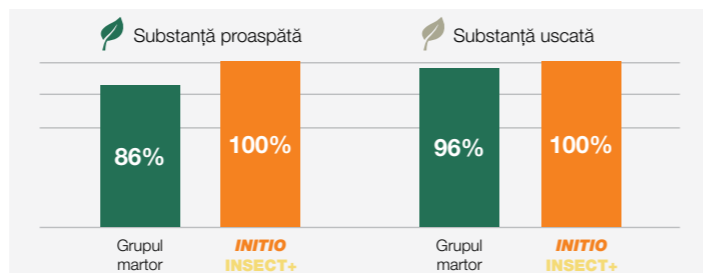 Substanță proaspătă
Substanță uscată
86%
100%
96%
100%
Grupul
martor
INITIO
INSECT+
Grupul
martor
INITIO
INSECT+